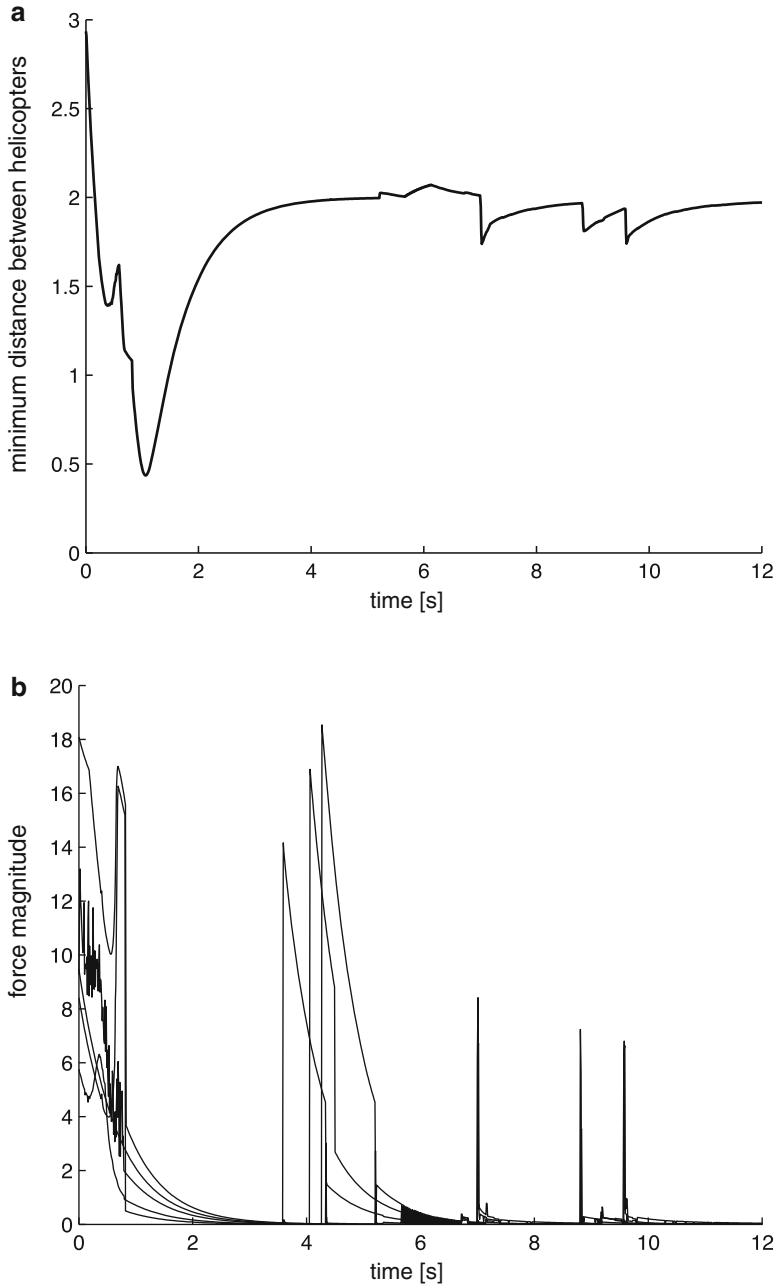 a
minimum distance between helicopters
3
2.5
2
1.5
1
0.5
0
0 2 4 6 8 10 12
time [s]
b
force magnitude
20
18
16
14
12
10
8
6
4
2
0
0 2 4 6 8 10 12
time [s]